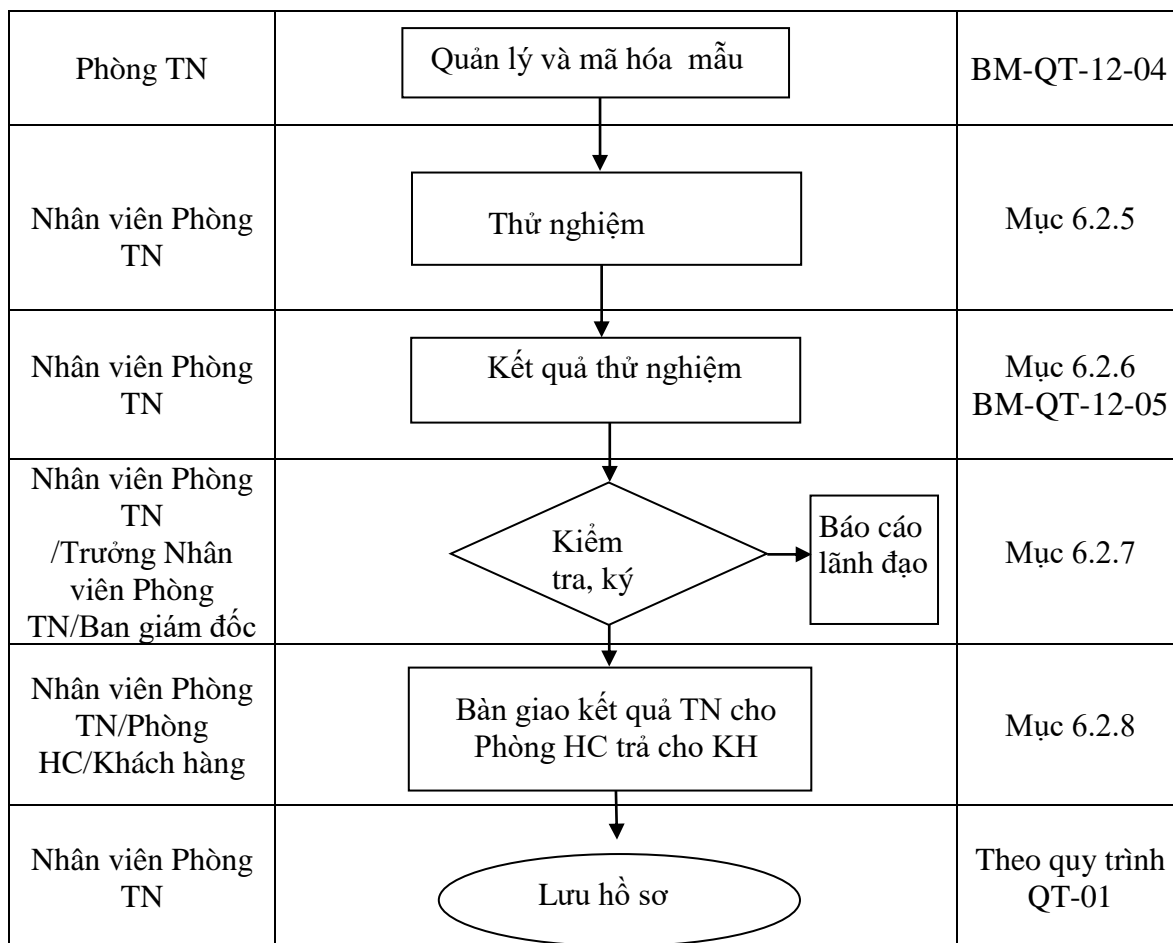 Phòng TN
Quản lý và mã hóa mẫu
BM-QT-12-04
Nhân viên Phòng
TN
Thử nghiệm
Mục 6.2.5
Nhân viên Phòng
TN
Kết quả thử nghiệm
Mục 6.2.6
BM-QT-12-05
Nhân viên Phòng
TN
/Trưởng Nhân
viên Phòng
TN/Ban giám đốc
Kiểm
tra, ký
Báo cáo
lãnh đạo
Mục 6.2.7
Nhân viên Phòng
TN/Phòng
HC/Khách hàng
Bàn giao kết quả TN cho
Phòng HC trả cho KH
Mục 6.2.8
Nhân viên Phòng
TN
Lưu hồ sơ
Theo quy trình
QT-01